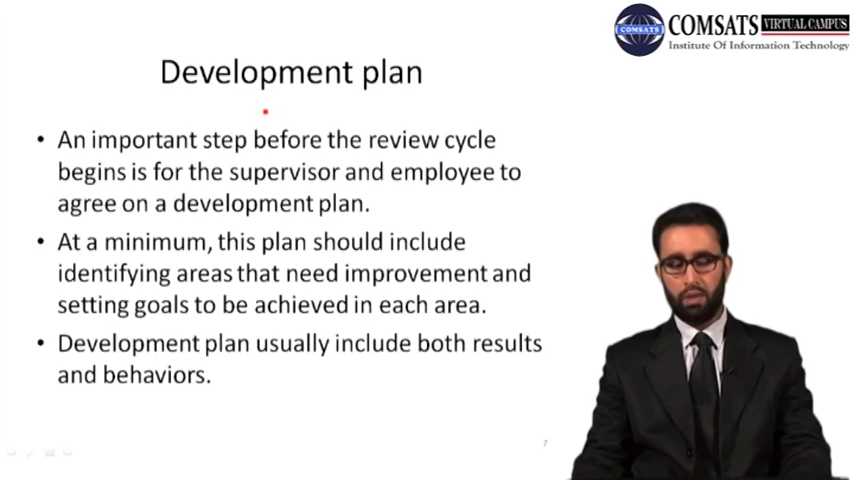 COMSATS VIRTUAL CAMPUS
COMSATS
Institute Of Information Technology
Development plan
• An important step before the review cycle
begins is for the supervisor and employee to
agree on a development plan.
• At a minimum, this plan should include
identifying areas that need improvement and
setting goals to be achieved in each area.
• Development plan usually include both results
and behaviors.
7